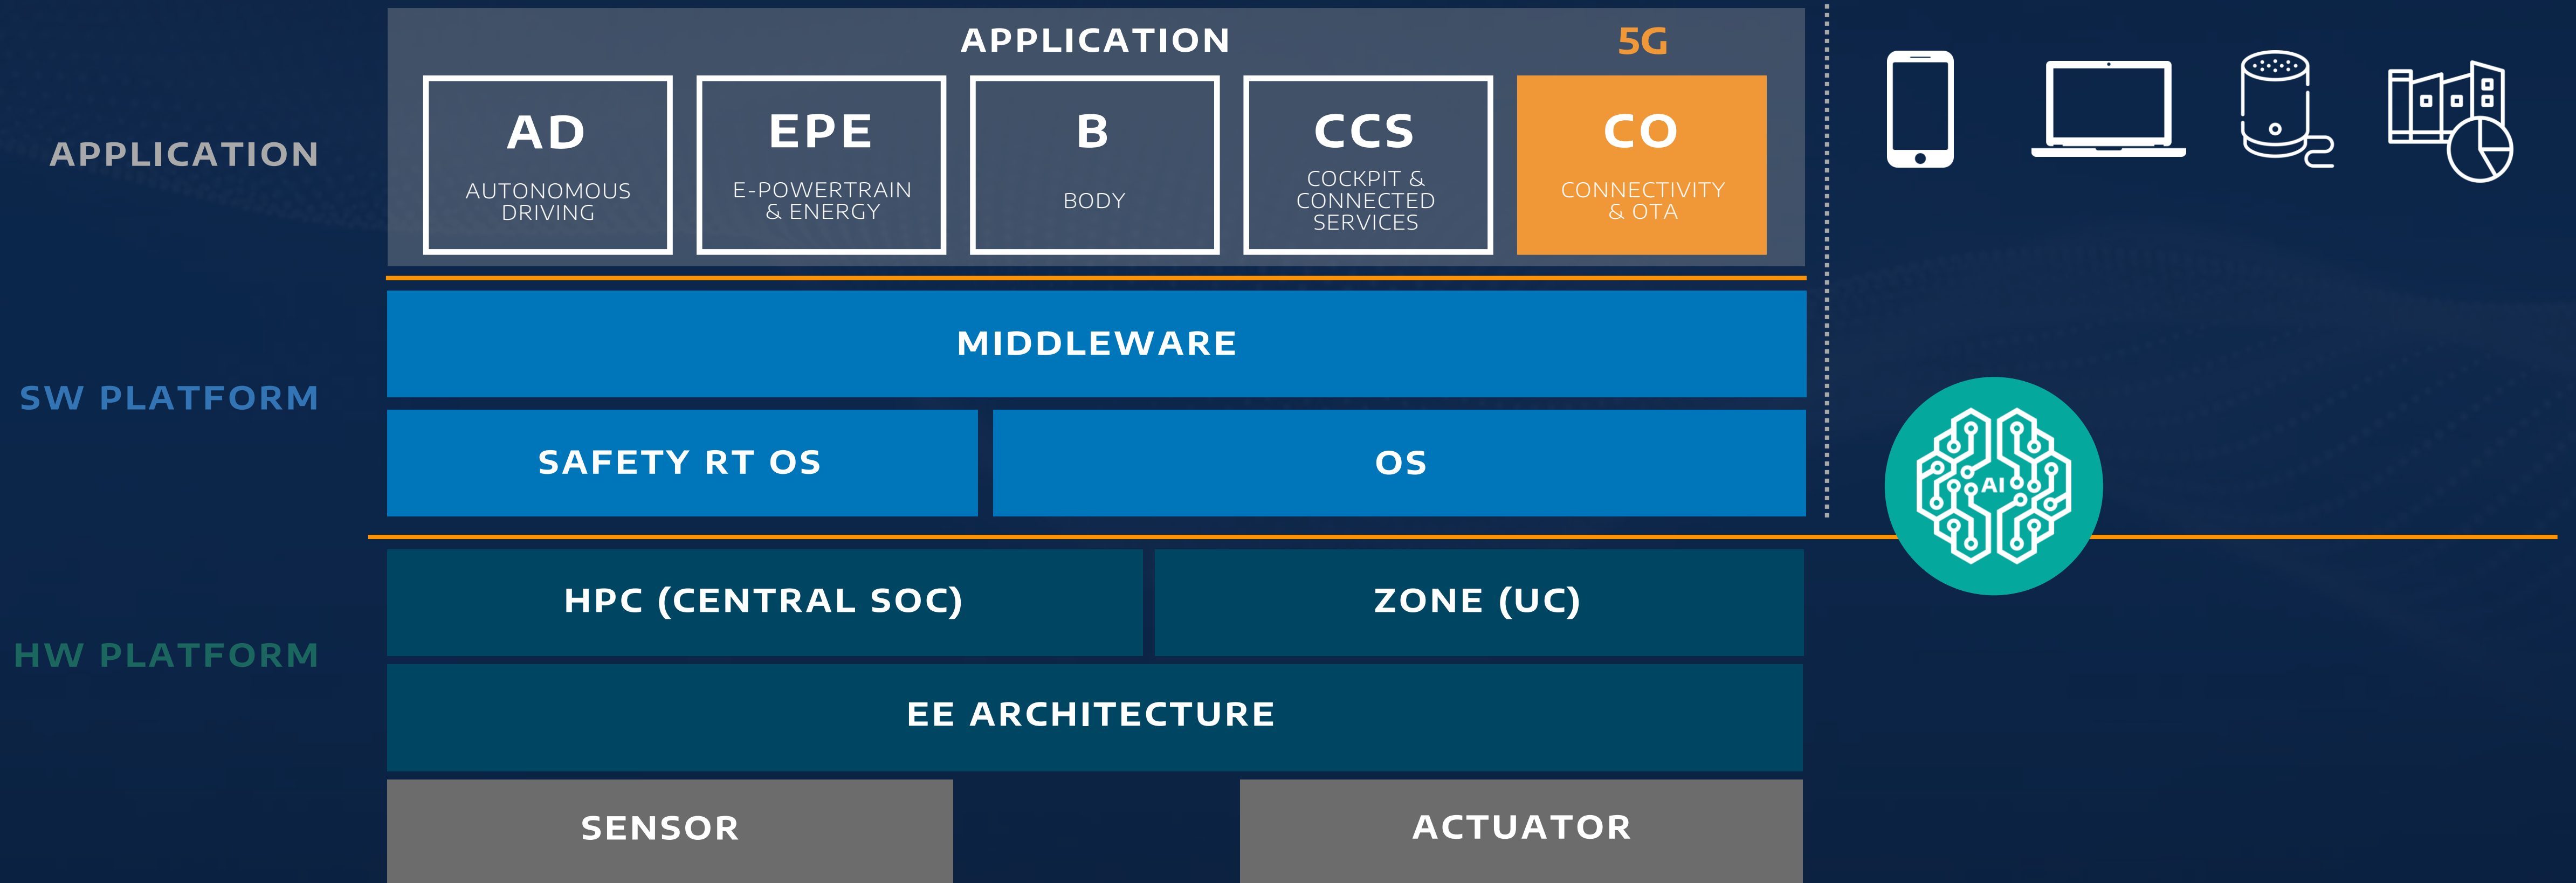 APPLICATION
5G
APPLICATION
AD
AUTONOMOUS
DRIVING
EPE
E-POWERTRAIN
& ENERGY
B
BODY
CCS
COCKPIT &
CONNECTED
SERVICES
CO
CONNECTIVITY
& OTA
SW PLATFORM
MIDDLEWARE
SAFETY RT OS
OS
AI
HW PLATFORM
HPC (CENTRAL SOC)
ZONE (UC)
EE ARCHITECTURE
SENSOR
ACTUATOR